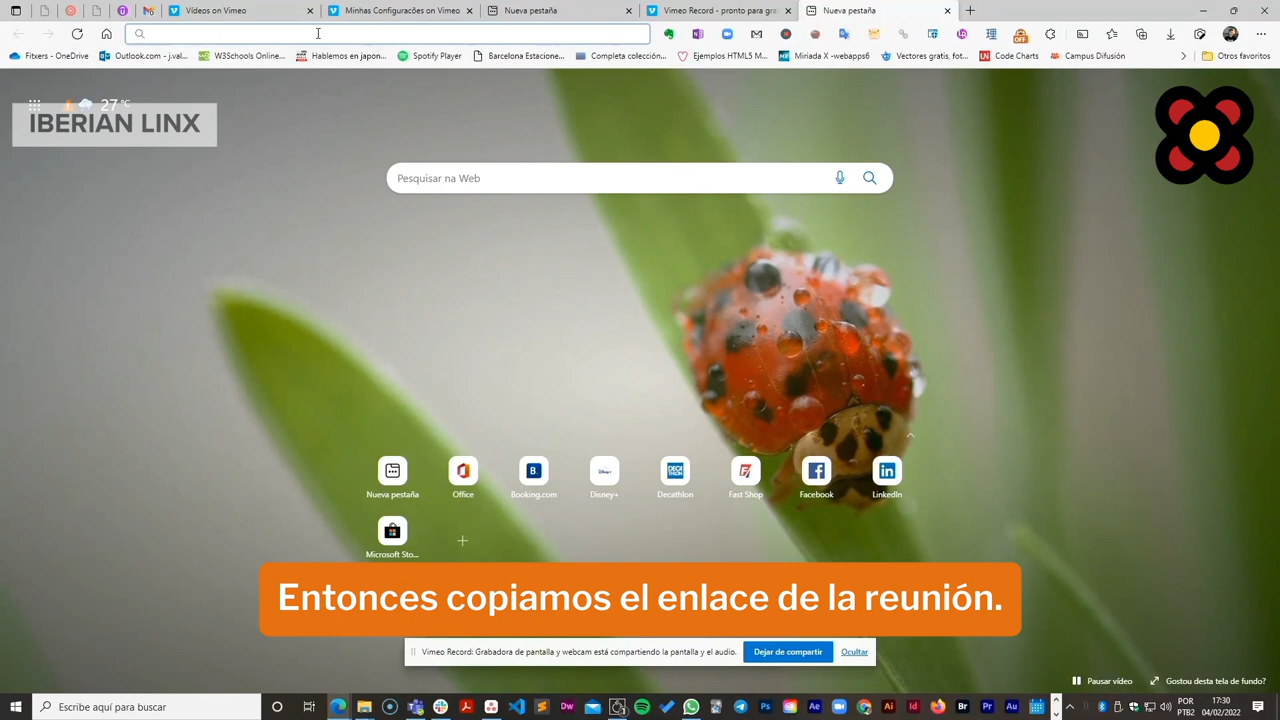 Vídeos on Vimeo
Minhas Configurações on Vimeo
Nueva pestaña
Vimeo Record - pronto para gra
Nueva pestaña
OFF
Fitxers - OneDrive
Outlook.com - j.val...
W3Schools Online...
Hablemos en japon...
Spotify Player
Barcelona Estacione...
Completa colección...
Ejemplos HTML5 M...
Miriada X -webapps6
Vectores gratis, fot...
Code Charts
Campus Difusión
Otros favoritos
27 °C
IBERIAN LINX
Pesquisar na Web
Nueva pestaña
Office
Booking.com
Disney+
Decathlon
Fast Shop
Facebook
LinkedIn
Microsoft Sto...
Entonces copiamos el enlace de la reunión.
Vimeo Record: Grabadora de pantalla y webcam está compartiendo la pantalla y el audio.
Dejar de compartir
Ocultar
Pausar vídeo
Gostou desta tela de fundo?
Escribe aquí para buscar
POR
PTB2
17:30
04/02/2022